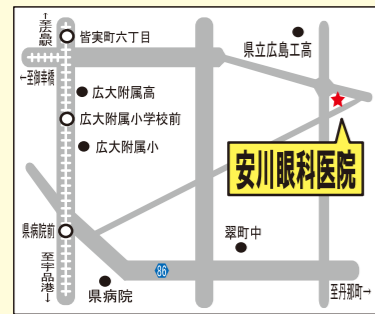 ↑至広島駅
皆実町六丁目
県立広島工高
←至御幸橋
広大附属高
広大附属小学校前
広大附属小
安川眼科医院
県病院前
翠町中
至宇品港↓
86
県病院
至丹那町→